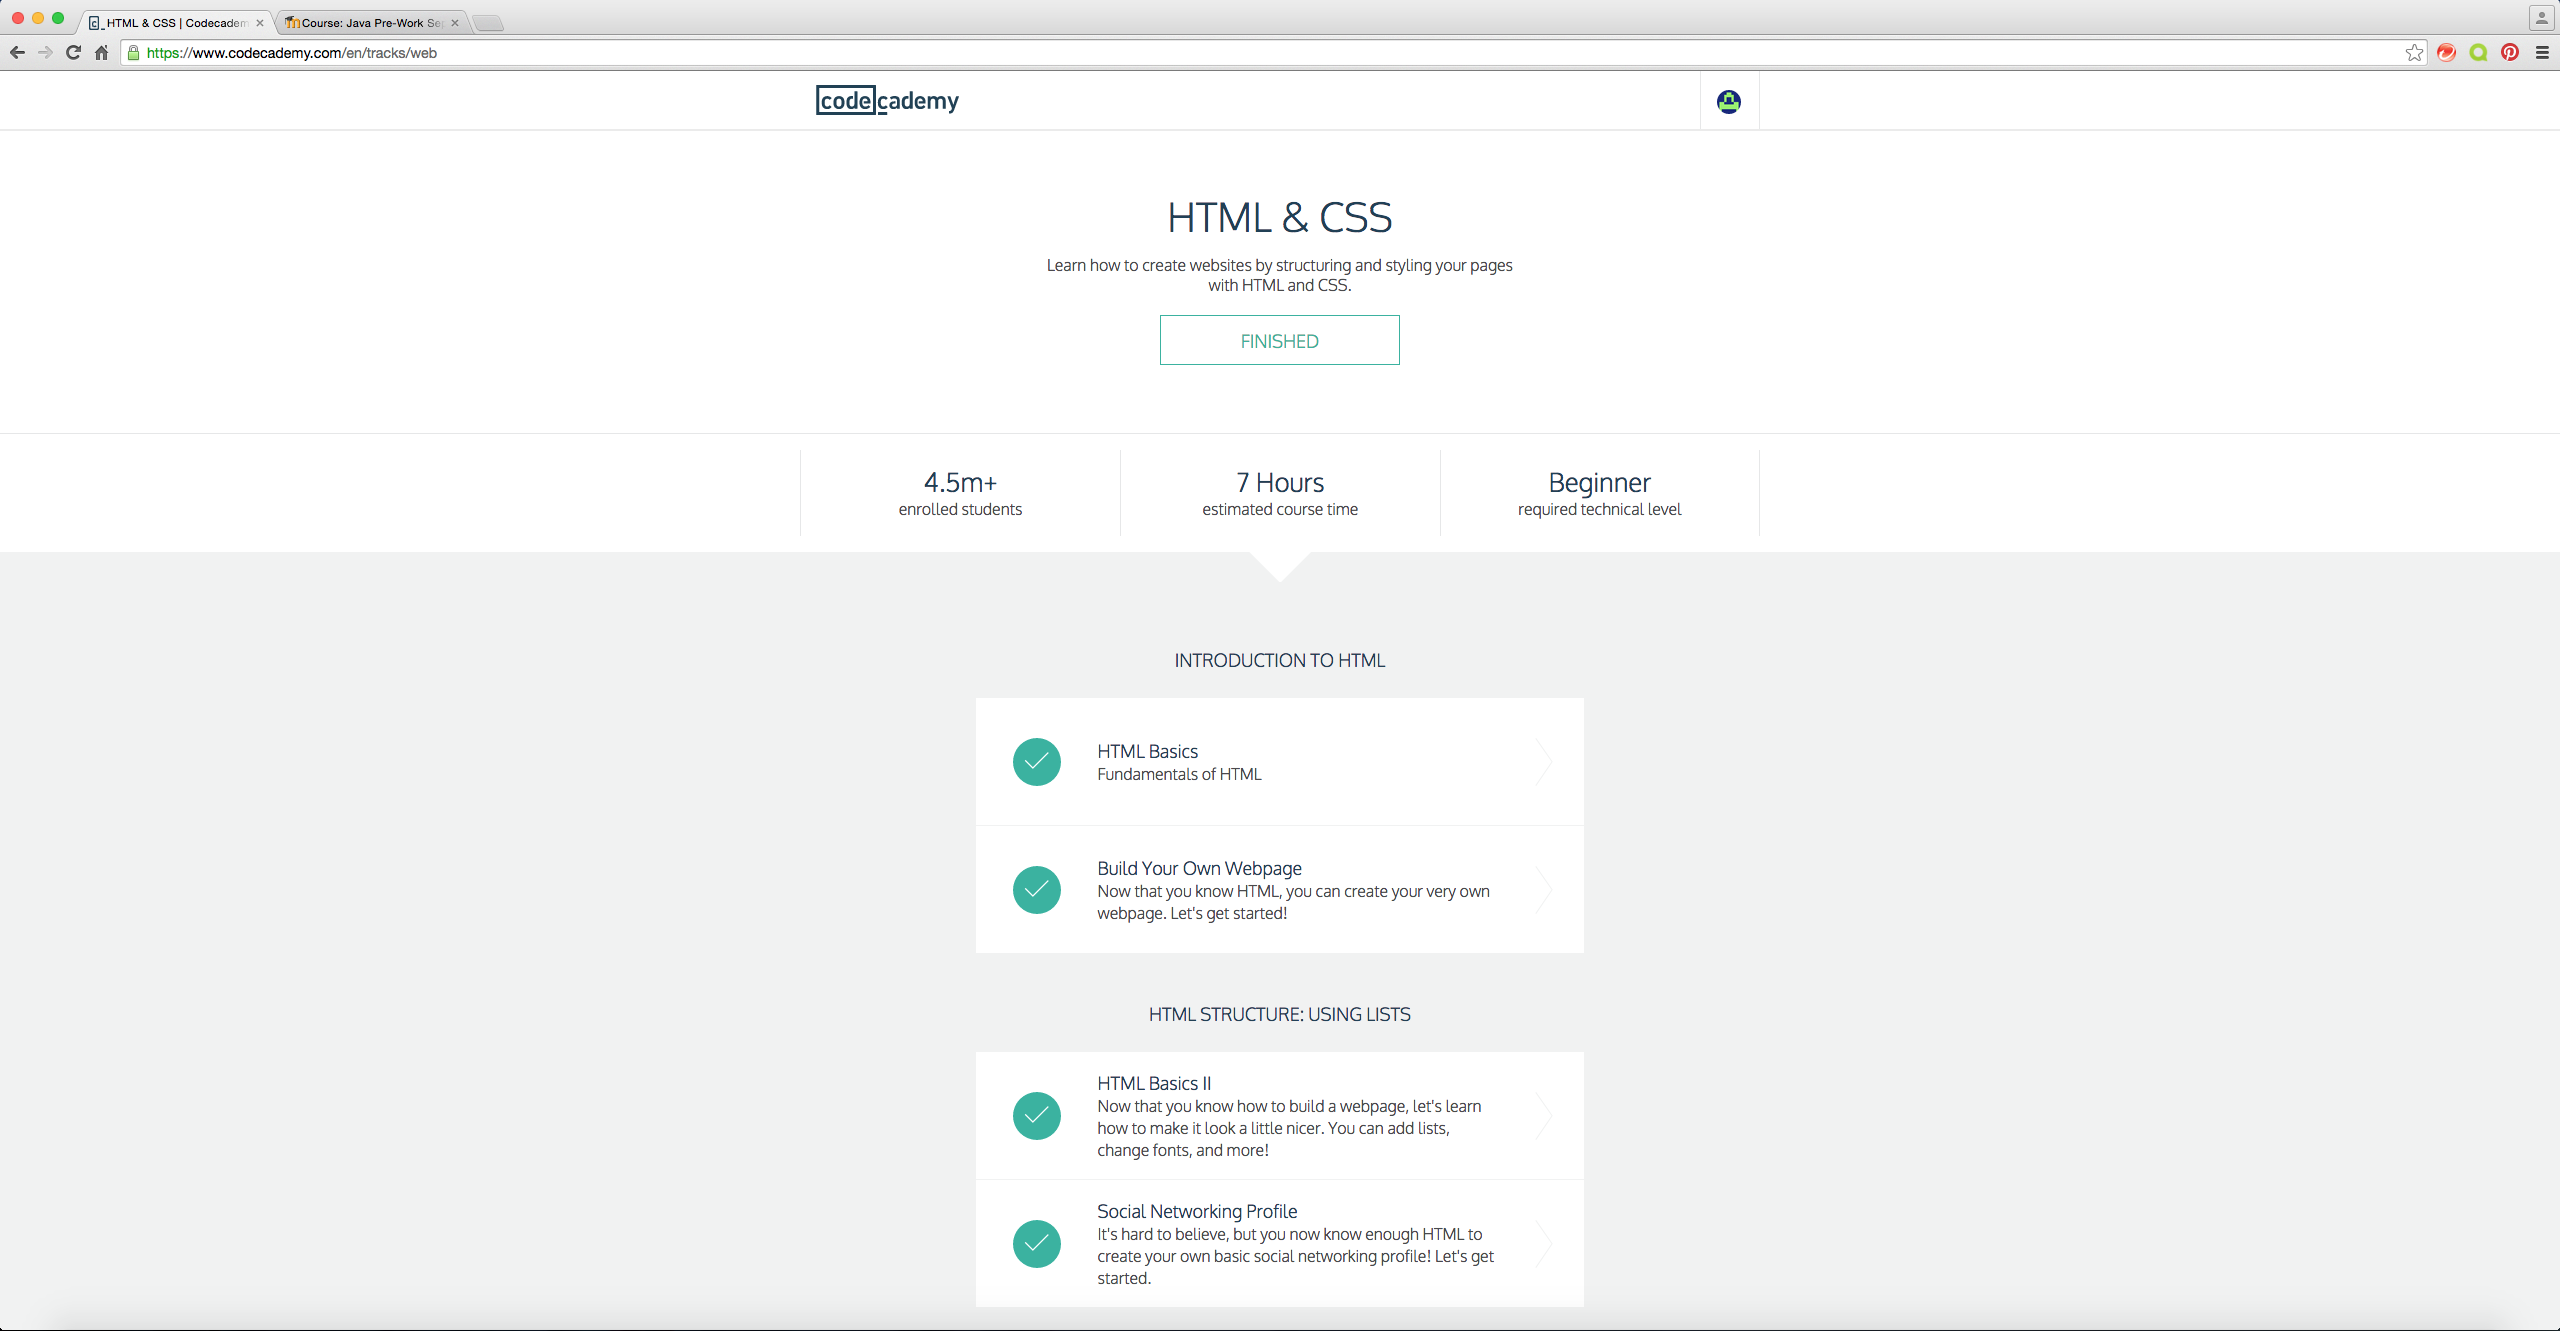 HTML & CSS | Codecadem
Course: Java Pre-Work Sep
https://www.codecademy.com/en/tracks/web
codecademy
HTML & CSS
Learn how to create websites by structuring and styling your pages
with HTML and CSS.
FINISHED
4.5m+
enrolled students
7 Hours
estimated course time
Beginner
required technical level
INTRODUCTION TO HTML
HTML Basics
Fundamentals of HTML
Build Your Own Webpage
Now that you know HTML, you can create your very own
webpage. Let's get started!
HTML STRUCTURE: USING LISTS
HTML Basics II
Now that you know how to build a webpage, let's learn
how to make it look a little nicer. You can add lists,
change fonts, and more!
Social Networking Profile
It's hard to believe, but you now know enough HTML to
create your own basic social networking profile! Let's get
started.